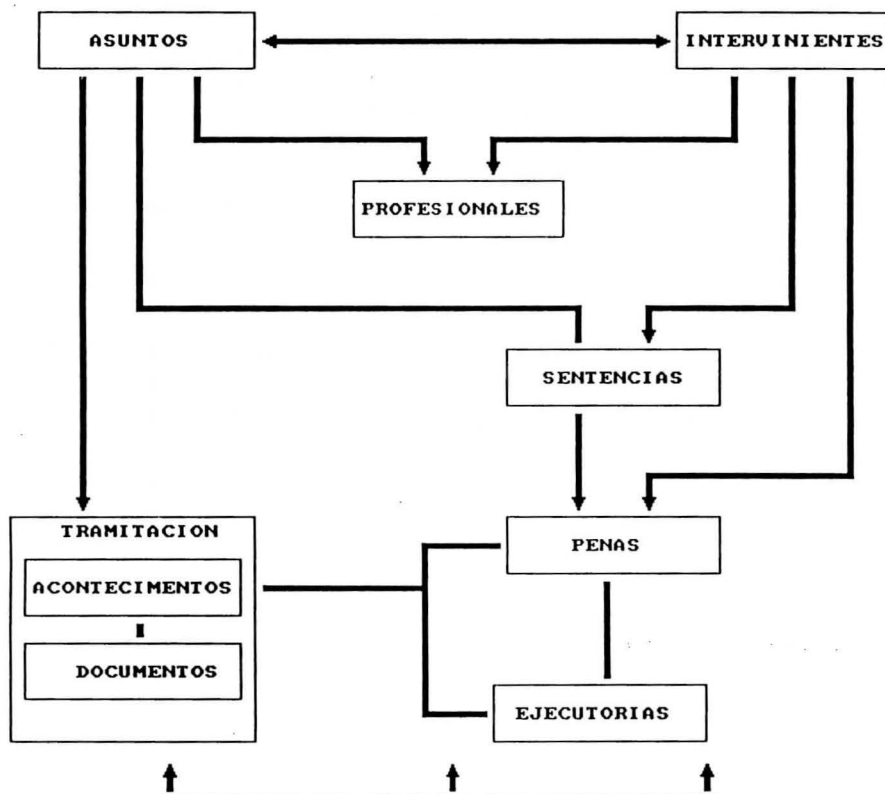 ASUNTOS
INTERVINIENTES
PROFESIONALES
SENTENCIAS
TRAMITACION
PENAS
ACONTECIMENTOS
DOCUMENTOS
EJECUTORIAS